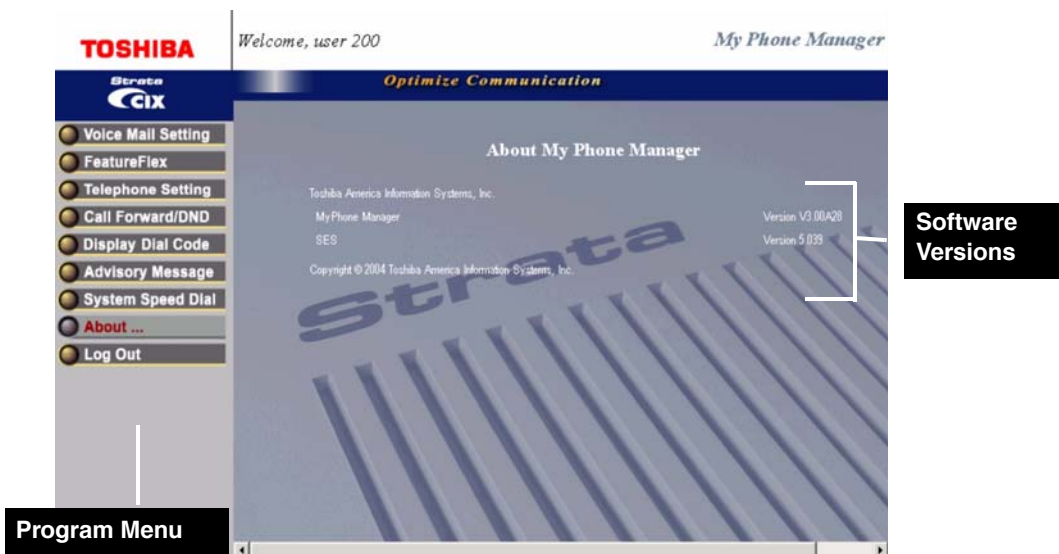 TOSHIBA
Welcome, user 200
My Phone Manager
Strata
CIX
Optimize Communication
Voice Mail Setting
FeatureFlex
Telephone Setting
Call Forward/DND
Display Dial Code
Advisory Message
System Speed Dial
About ...
Log Out
About My Phone Manager
Toshiba America Information Systems, Inc.
MyPhone Manager
Version V3.00A28
SES
Version 5.039
Copyright © 2004 Toshiba America Information Systems, Inc.
Strata
Software
Versions
Program Menu